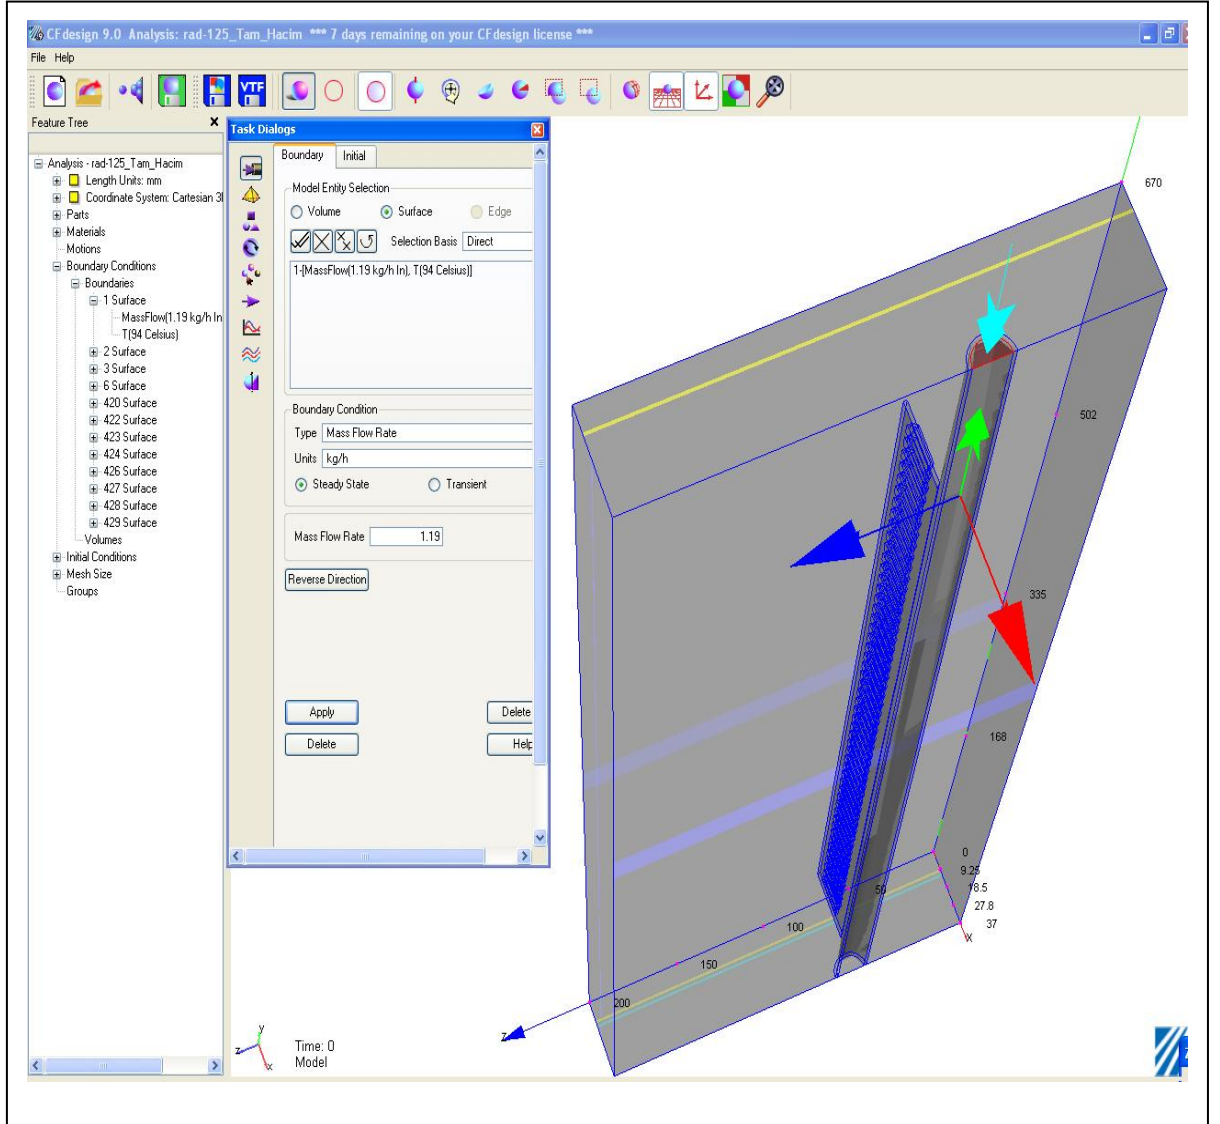 CFdesign 9.0 Analysis: rad-125_Tam_Hacim *** 7 days remaining on your CFdesign license ***
File Help
VTF
Feature Tree
Analysis - rad-125_Tam_Hacim
Length Units: mm
Coordinate System: Cartesian 3
Parts
Materials
Motions
Boundary Conditions
Boundaries
1 Surface
MassFlow(1.19 kg/h In
T(94 Celsius)
2 Surface
3 Surface
6 Surface
420 Surface
422 Surface
423 Surface
424 Surface
426 Surface
427 Surface
428 Surface
429 Surface
Volumes
Initial Conditions
Mesh Size
Groups
Task Dialogs
Boundary Initial
Model Entity Selection
Volume Surface Edge
Selection Basis Direct
1-[MassFlow(1.19 kg/h In), T(94 Celsius)]
Boundary Condition
Type Mass Flow Rate
Units kg/h
Steady State Transient
Mass Flow Rate 1.19
Reverse Direction
Apply Delete
Delete Help
670
502
335
168
0
9.25
18.5
27.8
37
X
50
100
150
200
Z
y
z
x
Time: 0
Model